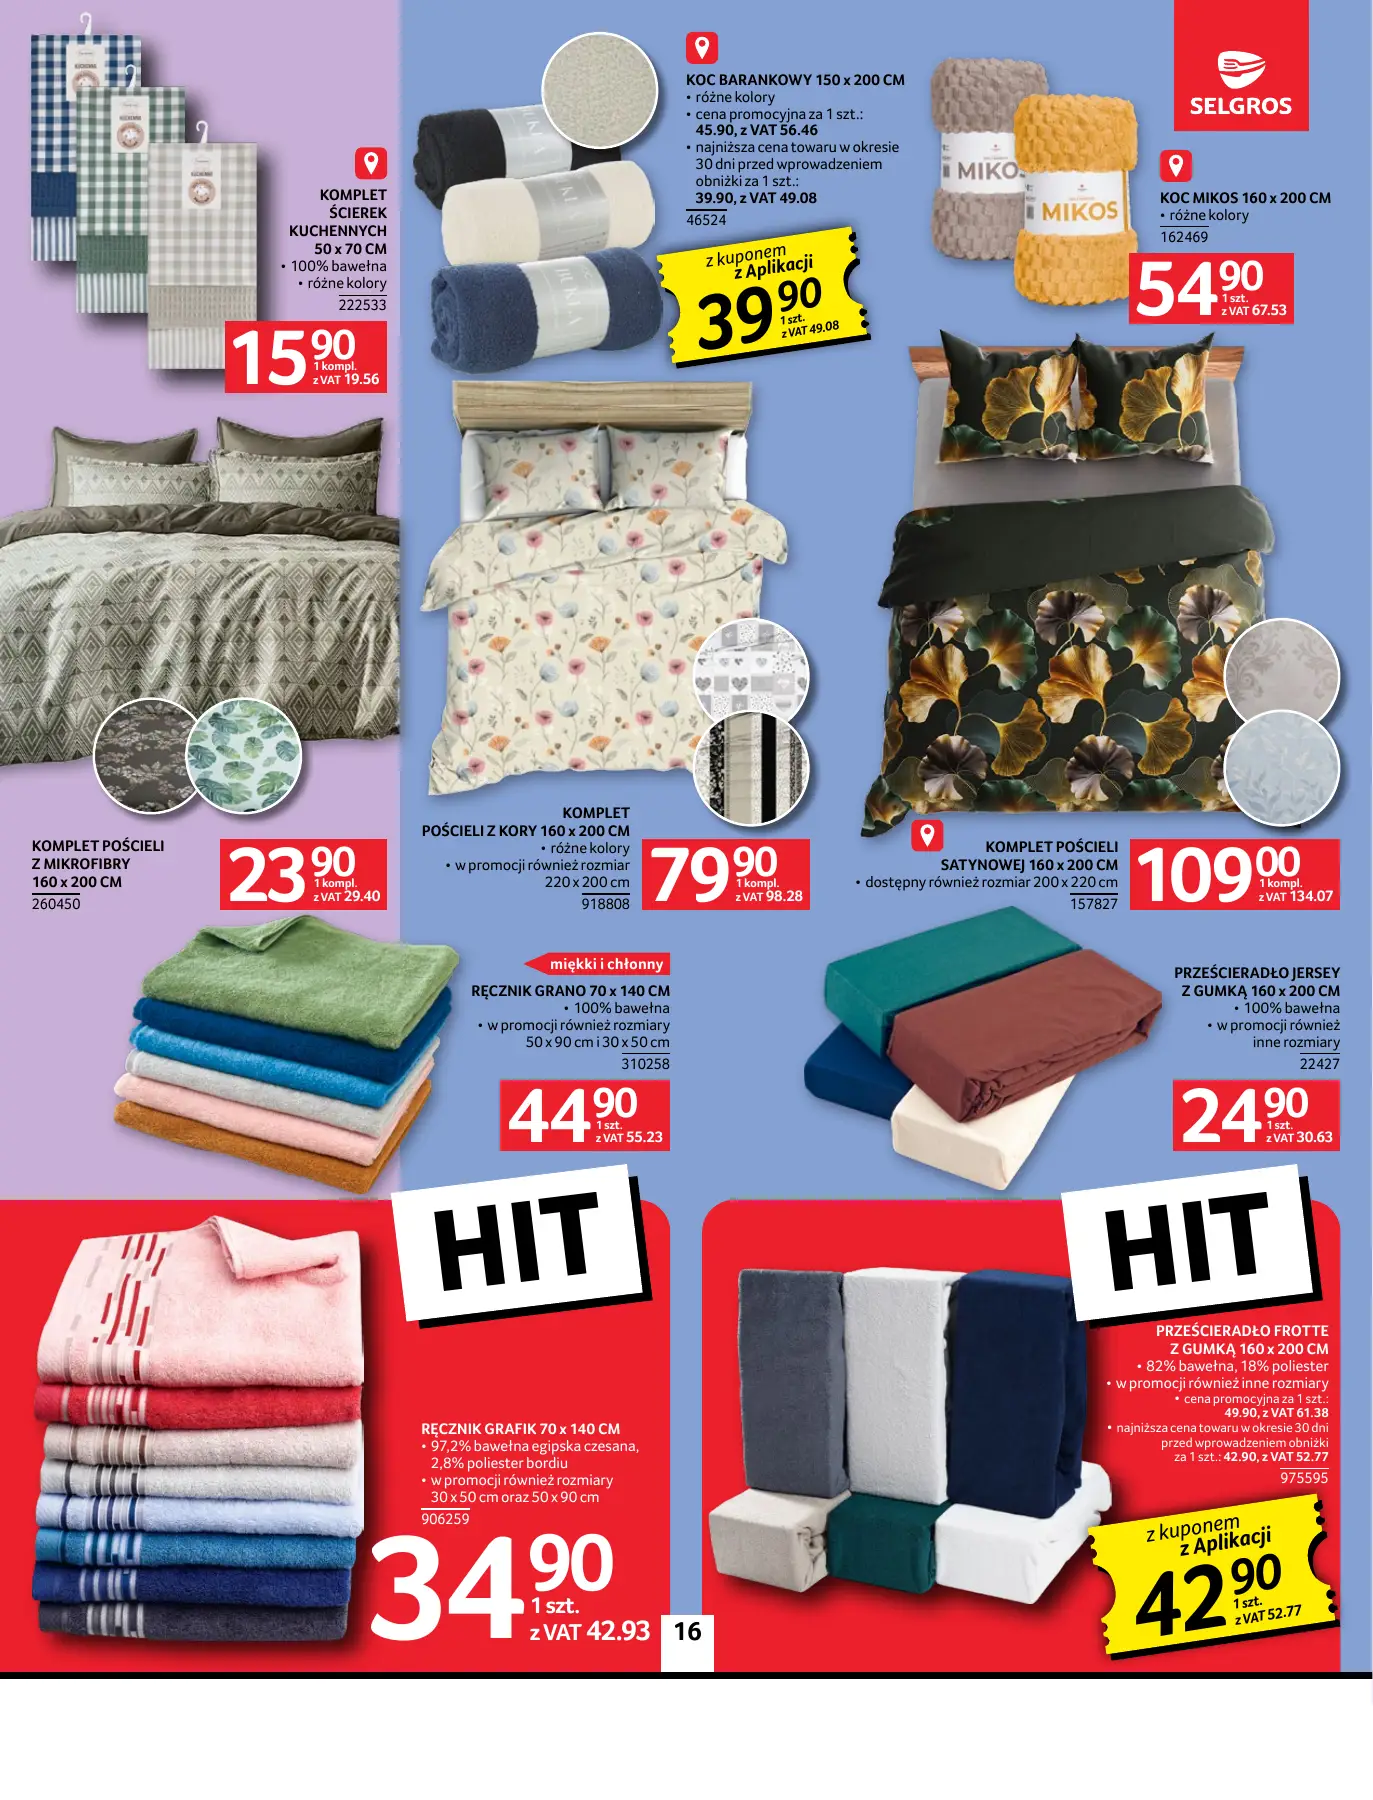 SELGROS
KOMPLET
ŚCIEREK
KUCHENNYCH
50 x 70 CM
• 100% bawełna
• różne kolory
222533
15 90
1 kompl.
z VAT 19.56
KOC BARANKOWY 150 x 200 CM
• różne kolory
• cena promocyjna za 1 szt.:
45.90, z VAT 56.46
• najniższa cena towaru w okresie
30 dni przed wprowadzeniem
obniżki za 1 szt.:
39.90, z VAT 49.08
46524
z kuponem
z Aplikacji
39 90
1 szt.
z VAT 49.08
MIKO
MIKOS
KOC MIKOS 160 x 200 CM
• różne kolory
162469
54 90
1 szt.
z VAT 67.53
KOMPLET POŚCIELI
Z MIKROFIBRY
160 x 200 CM
260450
23 90
1 kompl.
z VAT 29.40
KOMPLET
POŚCIELI Z KORY 160 x 200 CM
• różne kolory
• w promocji również rozmiar
220 x 200 cm
918808
79 90
1 kompl.
z VAT 98.28
KOMPLET POŚCIELI
SATYNOWEJ 160 x 200 CM
• dostępny również rozmiar 200 x 220 cm
157827
109 00
1 kompl.
z VAT 134.07
miękki i chłonny
RĘCZNIK GRANO 70 x 140 CM
• 100% bawełna
• w promocji również rozmiary
50 x 90 cm i 30 x 50 cm
310258
44 90
1 szt.
z VAT 55.23
PRZEŚCIERADŁO JERSEY
Z GUMKĄ 160 x 200 CM
• 100% bawełna
• w promocji również
inne rozmiary
22427
24 90
1 szt.
z VAT 30.63
HIT
RĘCZNIK GRAFIK 70 x 140 CM
• 97,2% bawełna egipska czesana,
2,8% poliester bordiu
• w promocji również rozmiary
30 x 50 cm oraz 50 x 90 cm
906259
34 90
1 szt.
z VAT 42.93
HIT
PRZEŚCIERADŁO FROTTE
Z GUMKĄ 160 x 200 CM
• 82% bawełna, 18% poliester
• w promocji również inne rozmiary
• cena promocyjna za 1 szt.:
49.90, z VAT 61.38
• najniższa cena towaru w okresie 30 dni
przed wprowadzeniem obniżki
za 1 szt.: 42.90, z VAT 52.77
975595
z kuponem
z Aplikacji
42 90
1 szt.
z VAT 52.77
16